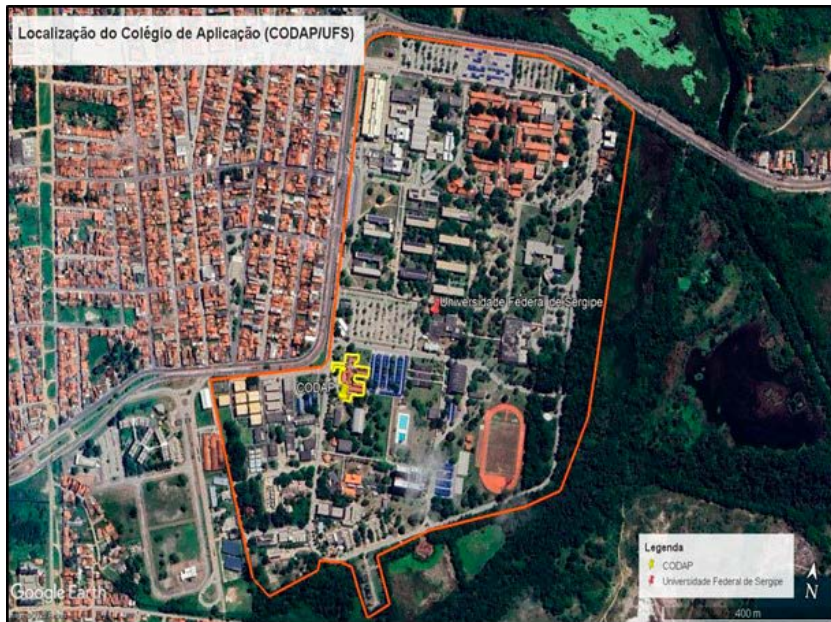 Localização do Colégio de Aplicação (CODAP/UFS)
Universidade Federal de Sergipe
CODAP
Legenda
CODAP
Universidade Federal de Sergipe
N
Google Earth
400 m